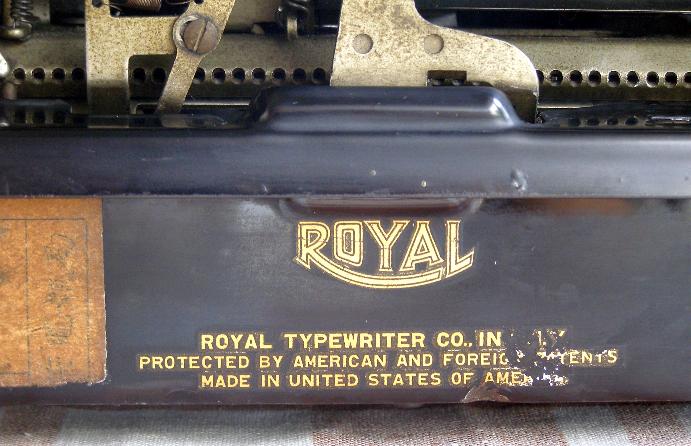 ROYAL
ROYAL TYPEWRITER CO., IN
PROTECTED BY AMERICAN AND FOREIG
MADE IN UNITED STATES OF AME